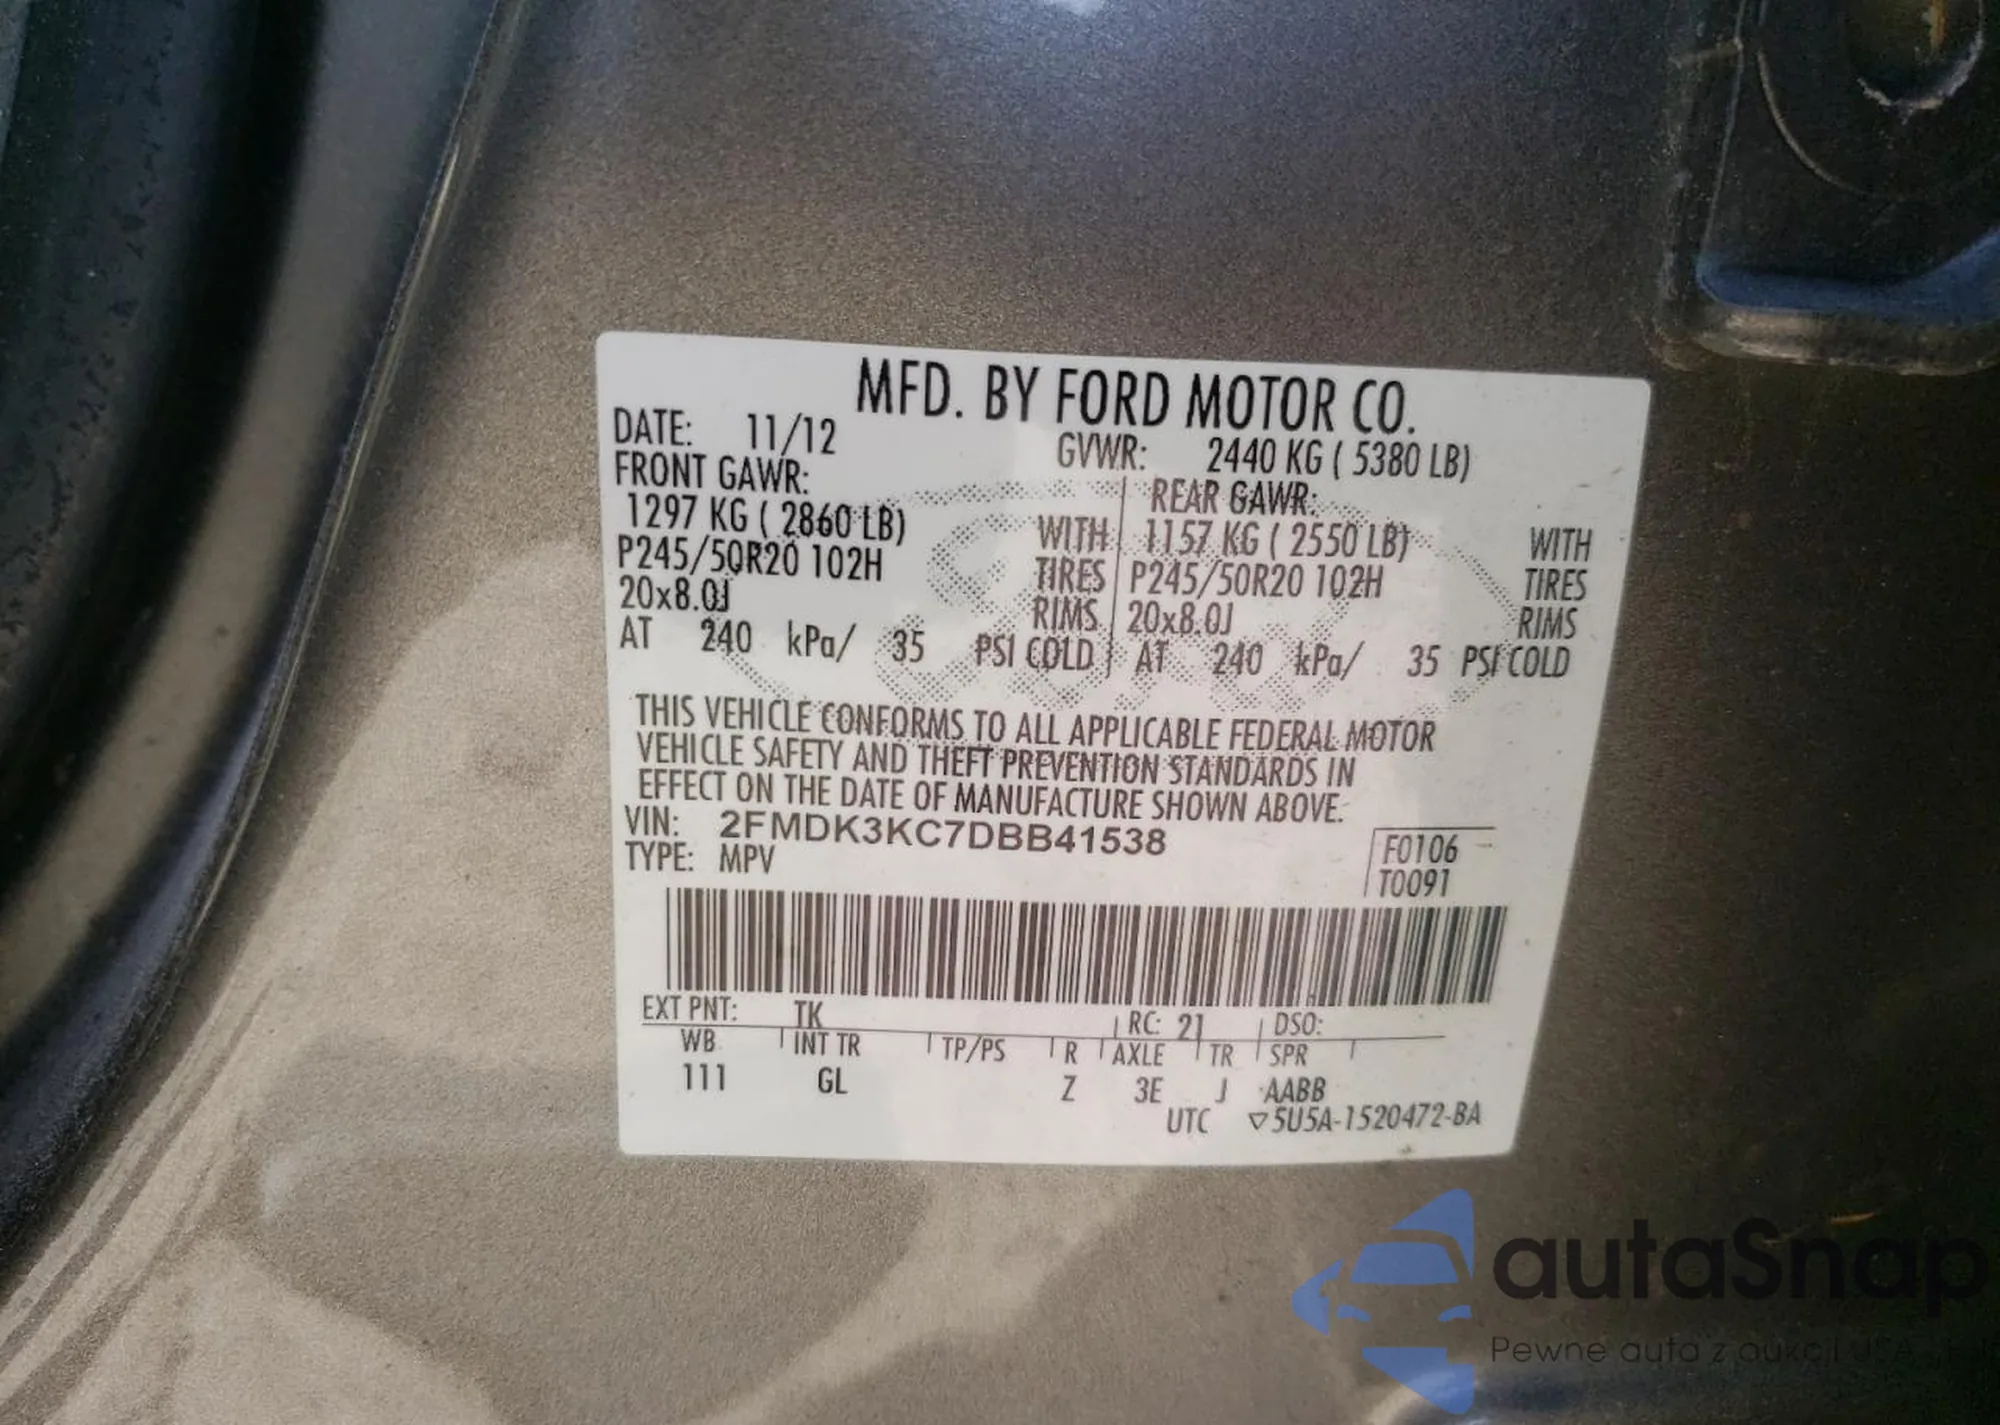 MFD. BY FORD MOTOR CO.
DATE: 11/12 GVWR: 2440 KG ( 5380 LB)
FRONT GAWR: REAR GAWR:
1297 KG ( 2860 LB) WITH 1157 KG ( 2550 LB) WITH
P245/50R20 102H TIRES P245/50R20 102H TIRES
20x8.0J RIMS 20x8.0J RIMS
AT 240 kPa/ 35 PSI COLD AT 240 kPa/ 35 PSI COLD
THIS VEHICLE CONFORMS TO ALL APPLICABLE FEDERAL MOTOR
VEHICLE SAFETY AND THEFT PREVENTION STANDARDS IN
EFFECT ON THE DATE OF MANUFACTURE SHOWN ABOVE.
VIN: 2FMDK3KC7DBB41538 F0106
TYPE: MPV T0091
EXT PNT: TK RC: 21 DSO:
WB INT TR TP/PS R AXLE TR SPR
111 GL Z 3E J AABB
UTC ▽5U5A-1520472-BA
autaSnap
Pewne auta z aukcji USA